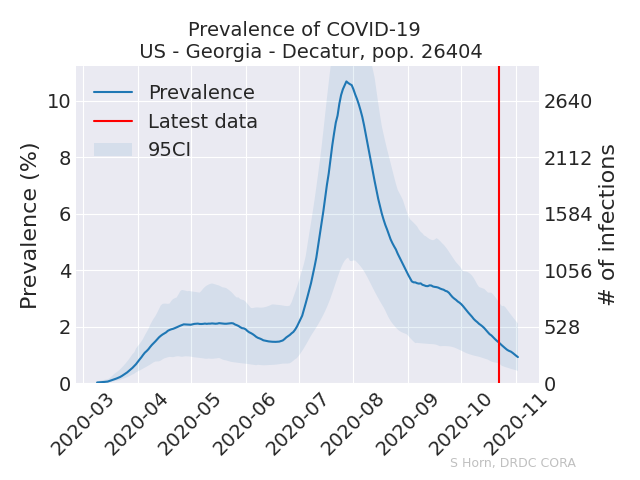 Prevalence of COVID-19
US - Georgia - Decatur, pop. 26404
Prevalence
Latest data
95CI
Prevalence (%)
10
8
6
4
2
0
2640
2112
1584
1056
528
0
# of infections
2020-03
2020-04
2020-05
2020-06
2020-07
2020-08
2020-09
2020-10
2020-11
S Horn, DRDC CORA